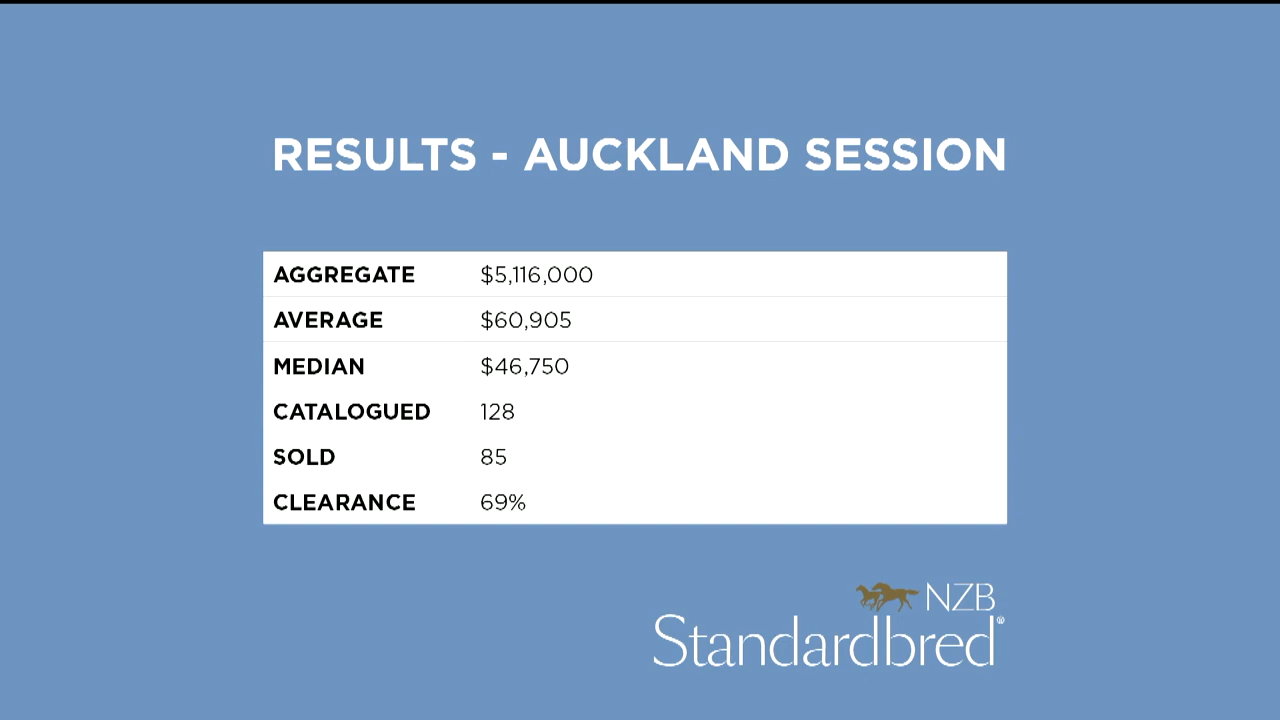 RESULTS - AUCKLAND SESSION
AGGREGATE $5,116,000
AVERAGE $60,905
MEDIAN $46,750
CATALOGUED 128
SOLD 85
CLEARANCE 69%
NZB
Standardbred®